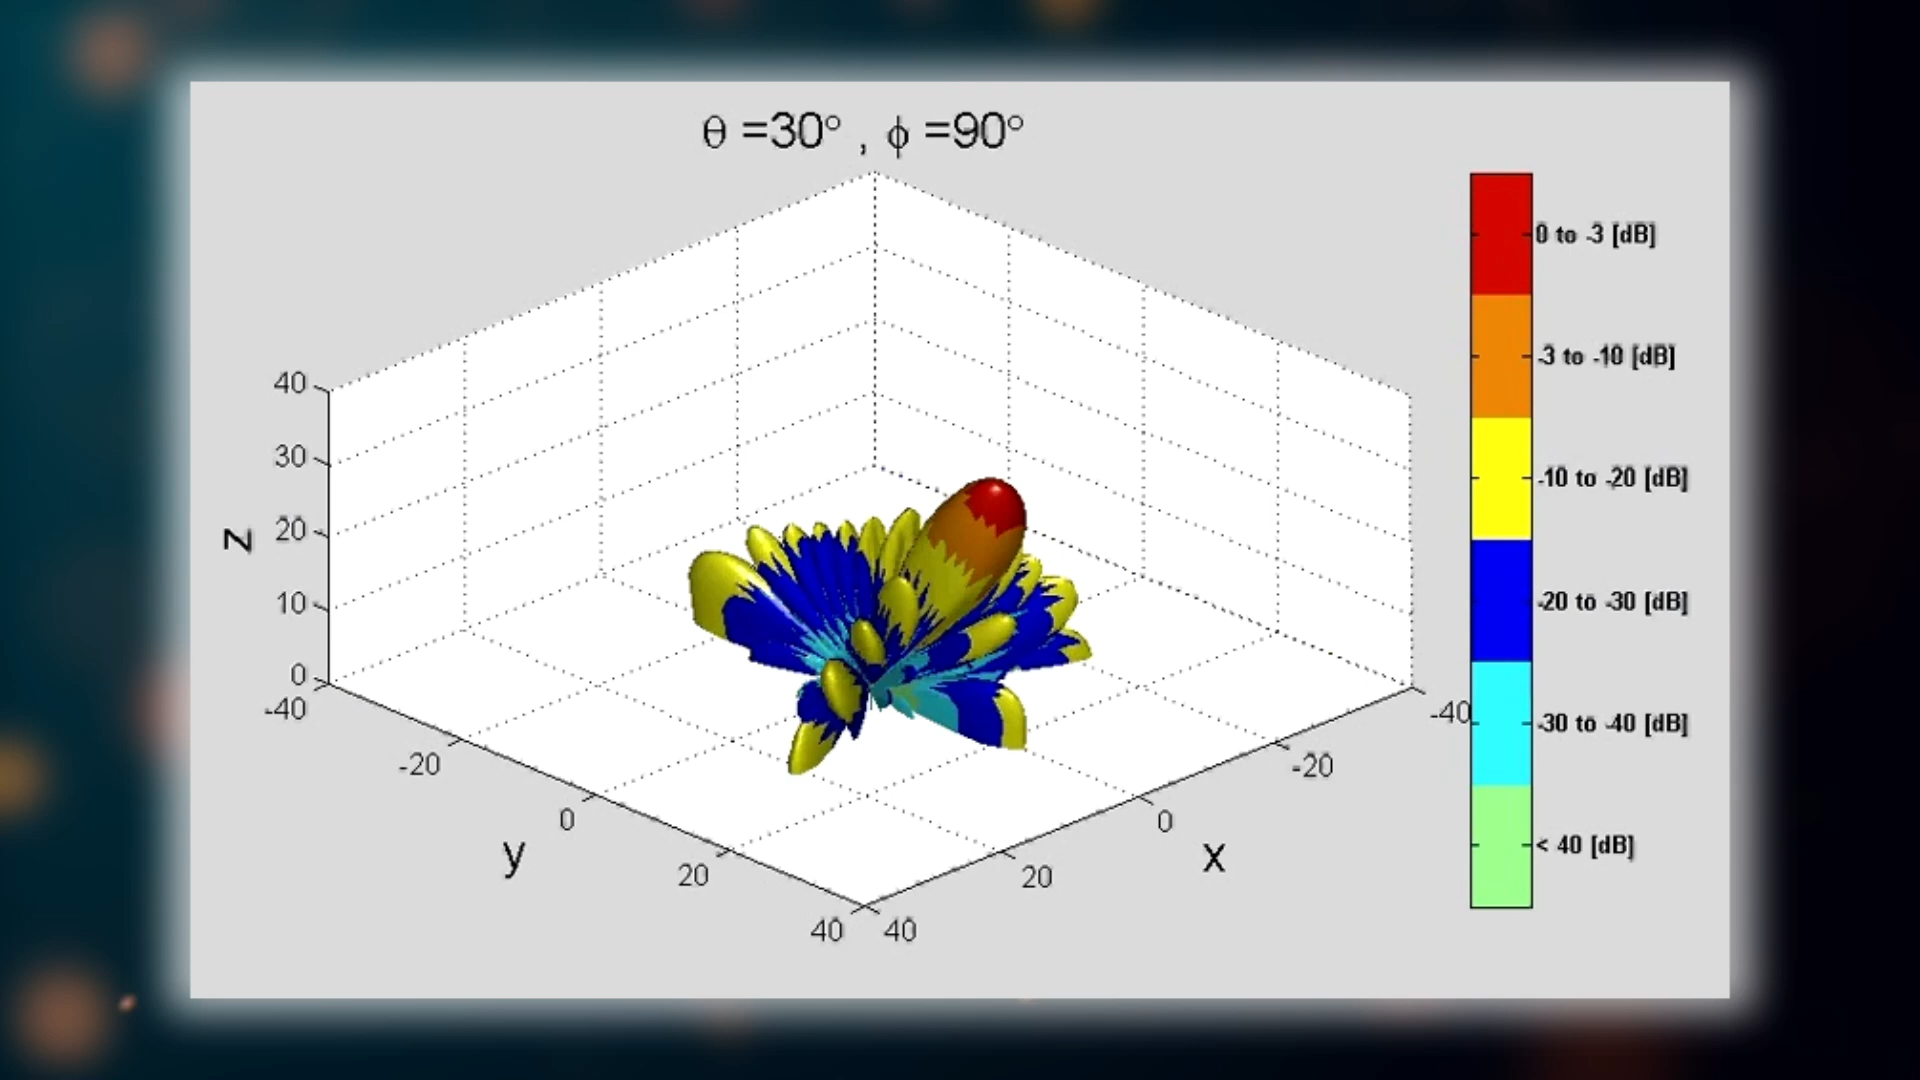 θ =30° , ϕ =90°
0 to -3 [dB]
-3 to -10 [dB]
-10 to -20 [dB]
-20 to -30 [dB]
-30 to -40 [dB]
< 40 [dB]
z
40
30
20
10
0
-40
-20
0
20
40
y
40
20
0
-20
-40
x